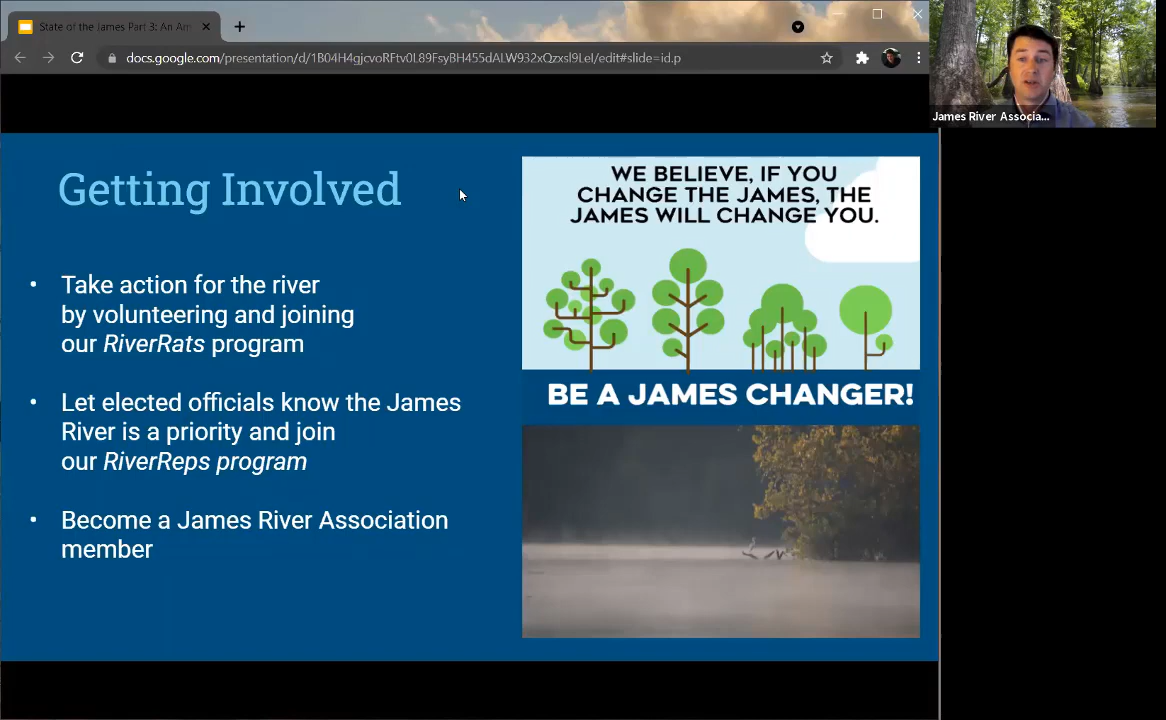 State of the James Part 3: An Am
docs.google.com/presentation/d/1B04H4gjcvoRFtv0L89FsyBH455dALW932xQzxsl9LeI/edit#slide=id.p
James River Associa...
Getting Involved
• Take action for the river
by volunteering and joining
our RiverRats program
• Let elected officials know the James
River is a priority and join
our RiverReps program
• Become a James River Association
member
WE BELIEVE, IF YOU
CHANGE THE JAMES, THE
JAMES WILL CHANGE YOU.
BE A JAMES CHANGER!